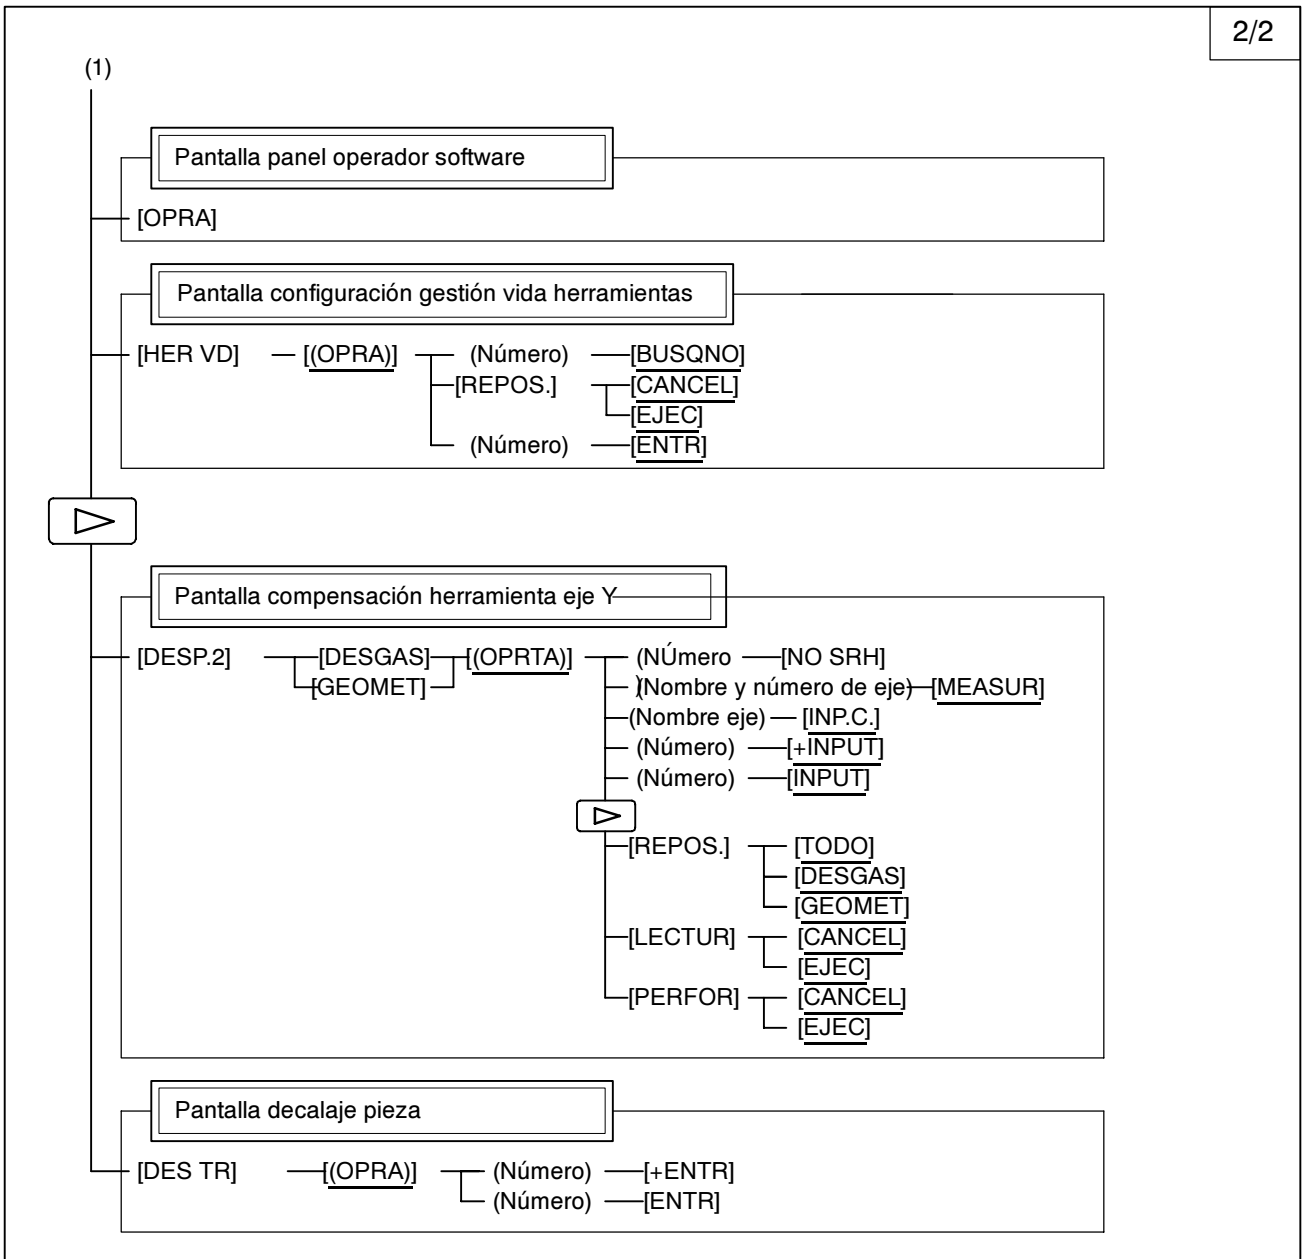 2/2
(1)
Pantalla panel operador software
[OPRA]
Pantalla configuración gestión vida herramientas
[HER VD] [(OPRA)] (Número) [BUSQNO]
[REPOS.] [CANCEL]
[EJEC]
(Número) [ENTR]
Pantalla compensación herramienta eje Y
[DESP.2] [DESGAS] [(OPRTA)] (NÚmero [NO SRH]
[GEOMET] )(Nombre y número de eje) [MEASUR]
(Nombre eje) [INP.C.]
(Número) [+INPUT]
(Número) [INPUT]
[REPOS.] [TODO]
[DESGAS]
[GEOMET]
[LECTUR] [CANCEL]
[EJEC]
[PERFOR] [CANCEL]
[EJEC]
Pantalla decalaje pieza
[DES TR] [(OPRA)] (Número) [+ENTR]
(Número) [ENTR]